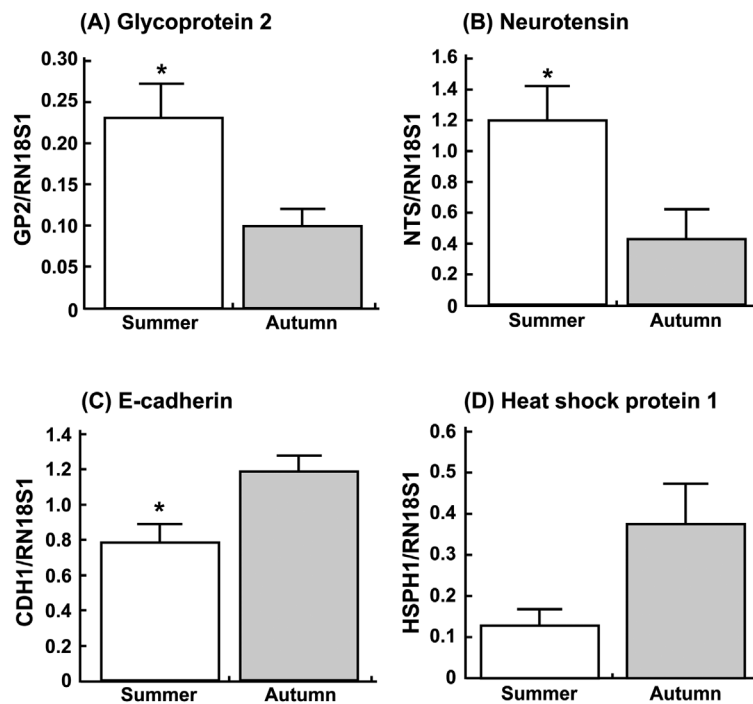 (A) Glycoprotein 2
GP2/RN18S1
0.30
0.25
0.20
0.15
0.10
0.05
0
*
Summer
Autumn
(B) Neurotensin
NTS/RN18S1
1.6
1.4
1.2
1.0
0.8
0.6
0.4
0.2
0
*
Summer
Autumn
(C) E-cadherin
CDH1/RN18S1
1.4
1.2
1.0
0.8
0.6
0.4
0.2
0
*
Summer
Autumn
(D) Heat shock protein 1
HSPH1/RN18S1
0.6
0.5
0.4
0.3
0.2
0.1
0
Summer
Autumn